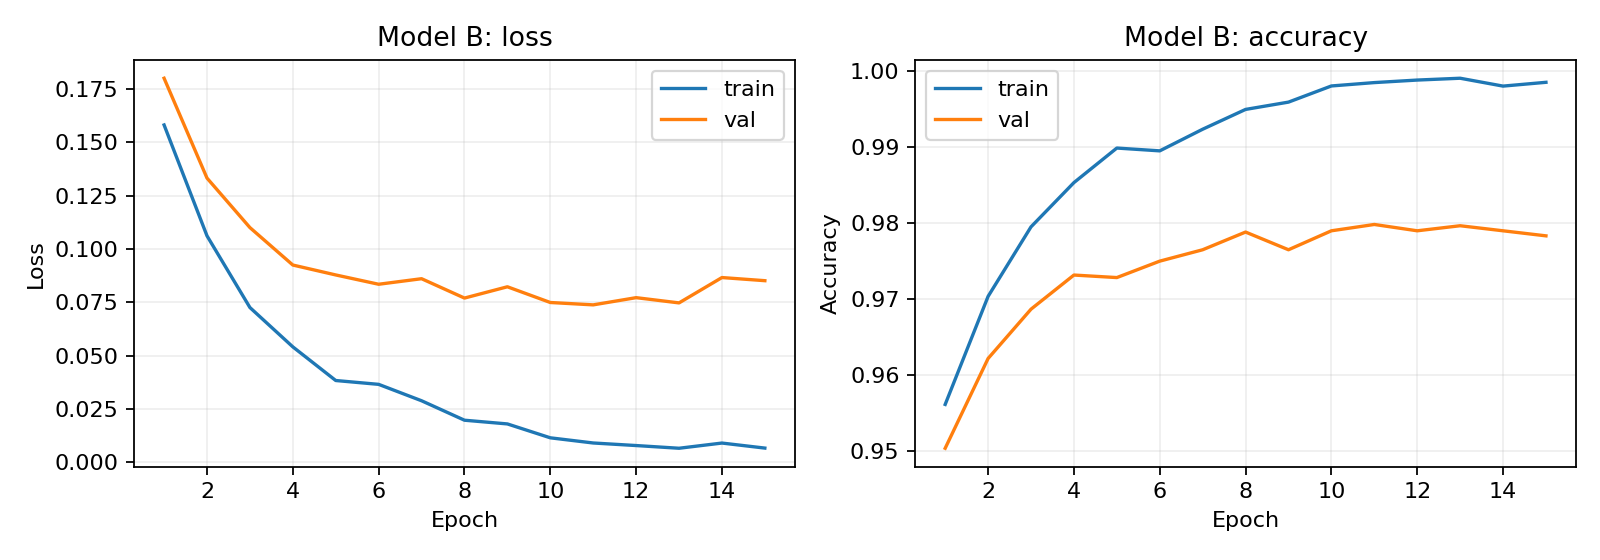 Model B: loss
train
val
0.175
0.150
0.125
0.100
0.075
0.050
0.025
0.000
Loss
2 4 6 8 10 12 14
Epoch
Model B: accuracy
train
val
1.00
0.99
0.98
0.97
0.96
0.95
Accuracy
2 4 6 8 10 12 14
Epoch